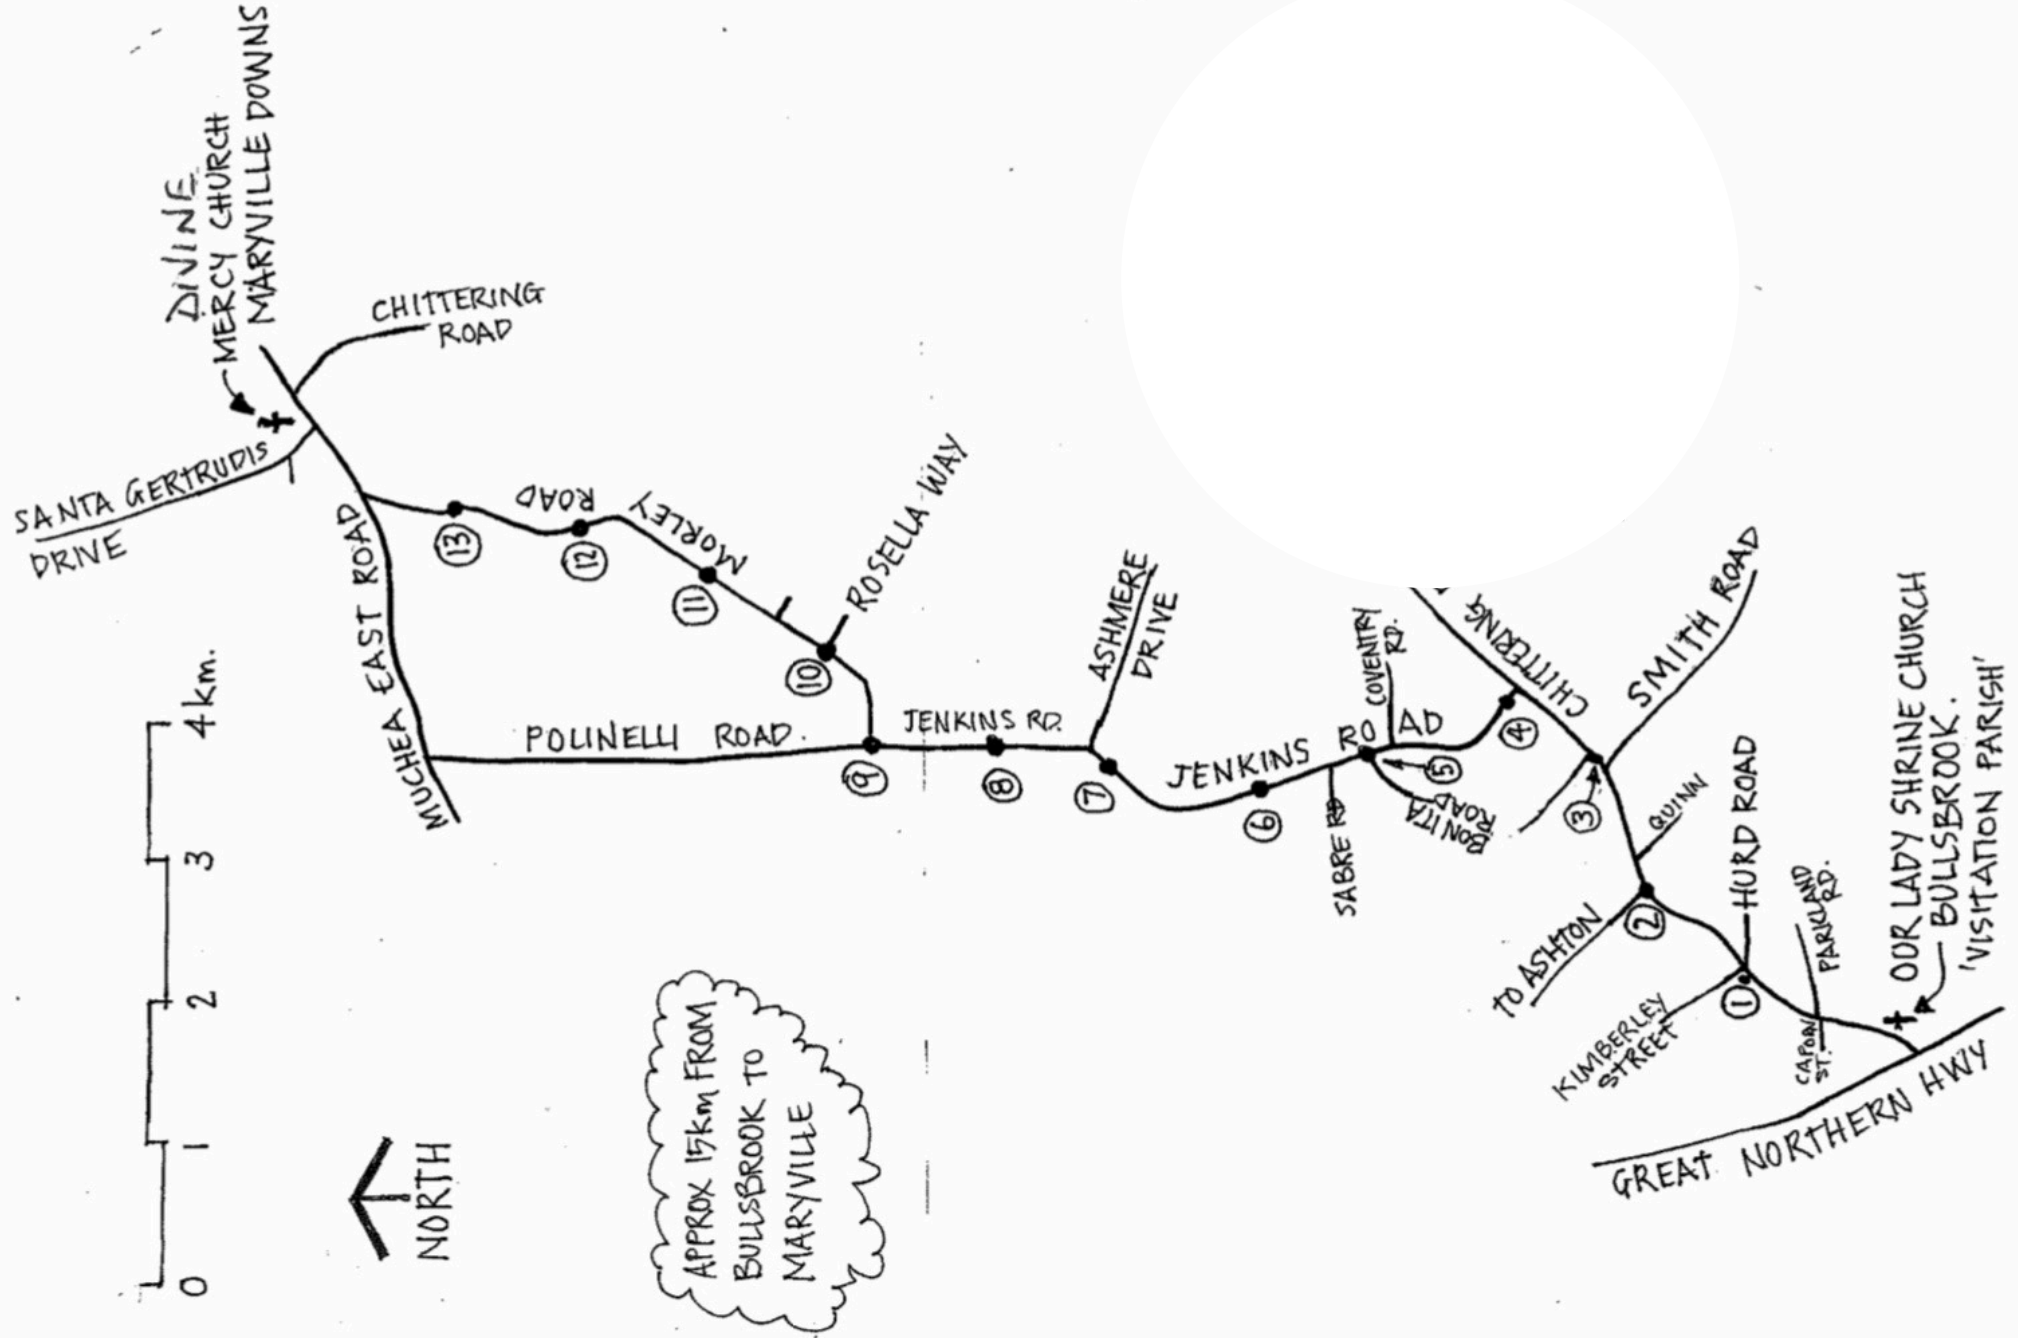 DIVINE
MERCY CHURCH
MARYVILLE DOWNS
CHITTERING
ROAD
SANTA GERTRUDIS
DRIVE
MUCHEA EAST ROAD
13
12
11
10
ROAD
MORLEY
ROSELLA WAY
POLINELLI ROAD.
JENKINS RD.
9
8
7
ASHMERE
DRIVE
JENKINS
RO AD
6
SABRE RD
COVENTRY
RD.
5
BONITA
ROAD
4
CHITTERING
3
SMITH ROAD
QUINN
2
TO ASHTON
HURD ROAD
1
KIMBERLEY
STREET
PARKLAND
RD.
CAPORN
ST.
OUR LADY SHRINE CHURCH
BULLSBROOK.
'VISITATION PARISH'
GREAT NORTHERN HWY
4km.
3
2
1
0
NORTH
APPROX 15km FROM
BULLSBROOK TO
MARYVILLE